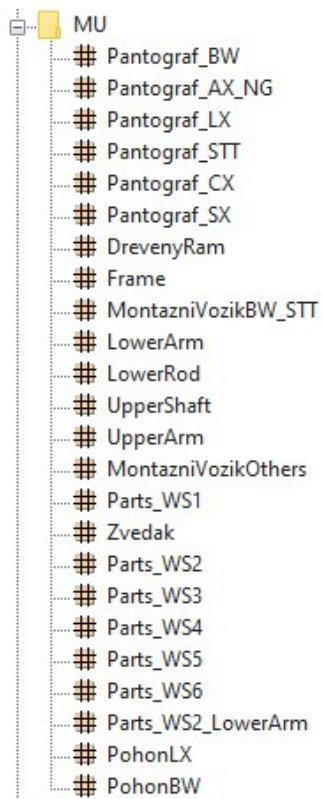 MU
Pantograf_BW
Pantograf_AX_NG
Pantograf_LX
Pantograf_STT
Pantograf_CX
Pantograf_SX
DrevenyRam
Frame
MontazniVozikBW_STT
LowerArm
LowerRod
UpperShaft
UpperArm
MontazniVozikOthers
Parts_WS1
Zvedak
Parts_WS2
Parts_WS3
Parts_WS4
Parts_WS5
Parts_WS6
Parts_WS2_LowerArm
PohonLX
PohonBW